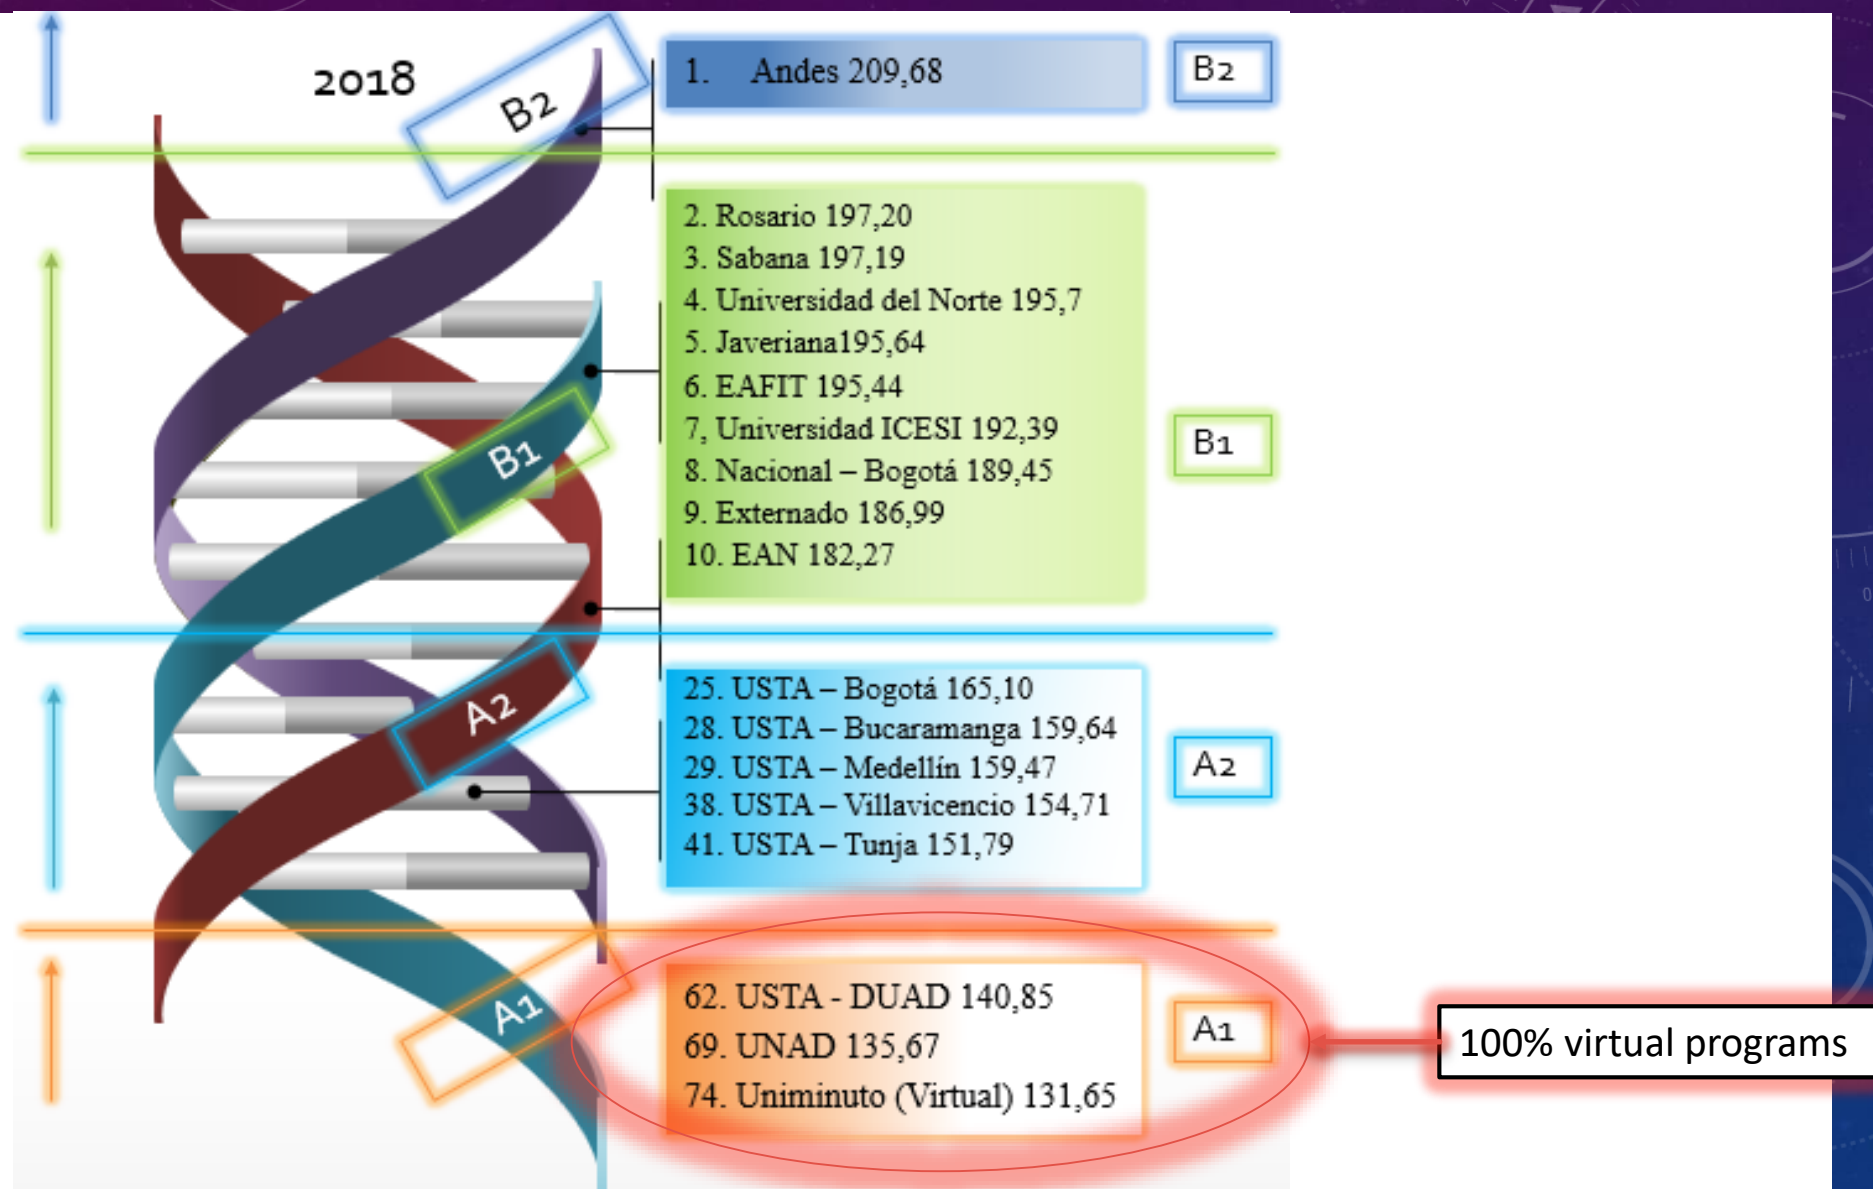 2018
B2
1. Andes 209,68
B2
2. Rosario 197,20
3. Sabana 197,19
4. Universidad del Norte 195,7
5. Javeriana195,64
6. EAFIT 195,44
7, Universidad ICESI 192,39
8. Nacional – Bogotá 189,45
9. Externado 186,99
10. EAN 182,27
B1
B1
25. USTA – Bogotá 165,10
28. USTA – Bucaramanga 159,64
29. USTA – Medellín 159,47
38. USTA – Villavicencio 154,71
41. USTA – Tunja 151,79
A2
A2
62. USTA - DUAD 140,85
69. UNAD 135,67
74. Uniminuto (Virtual) 131,65
A1
A1
100% virtual programs